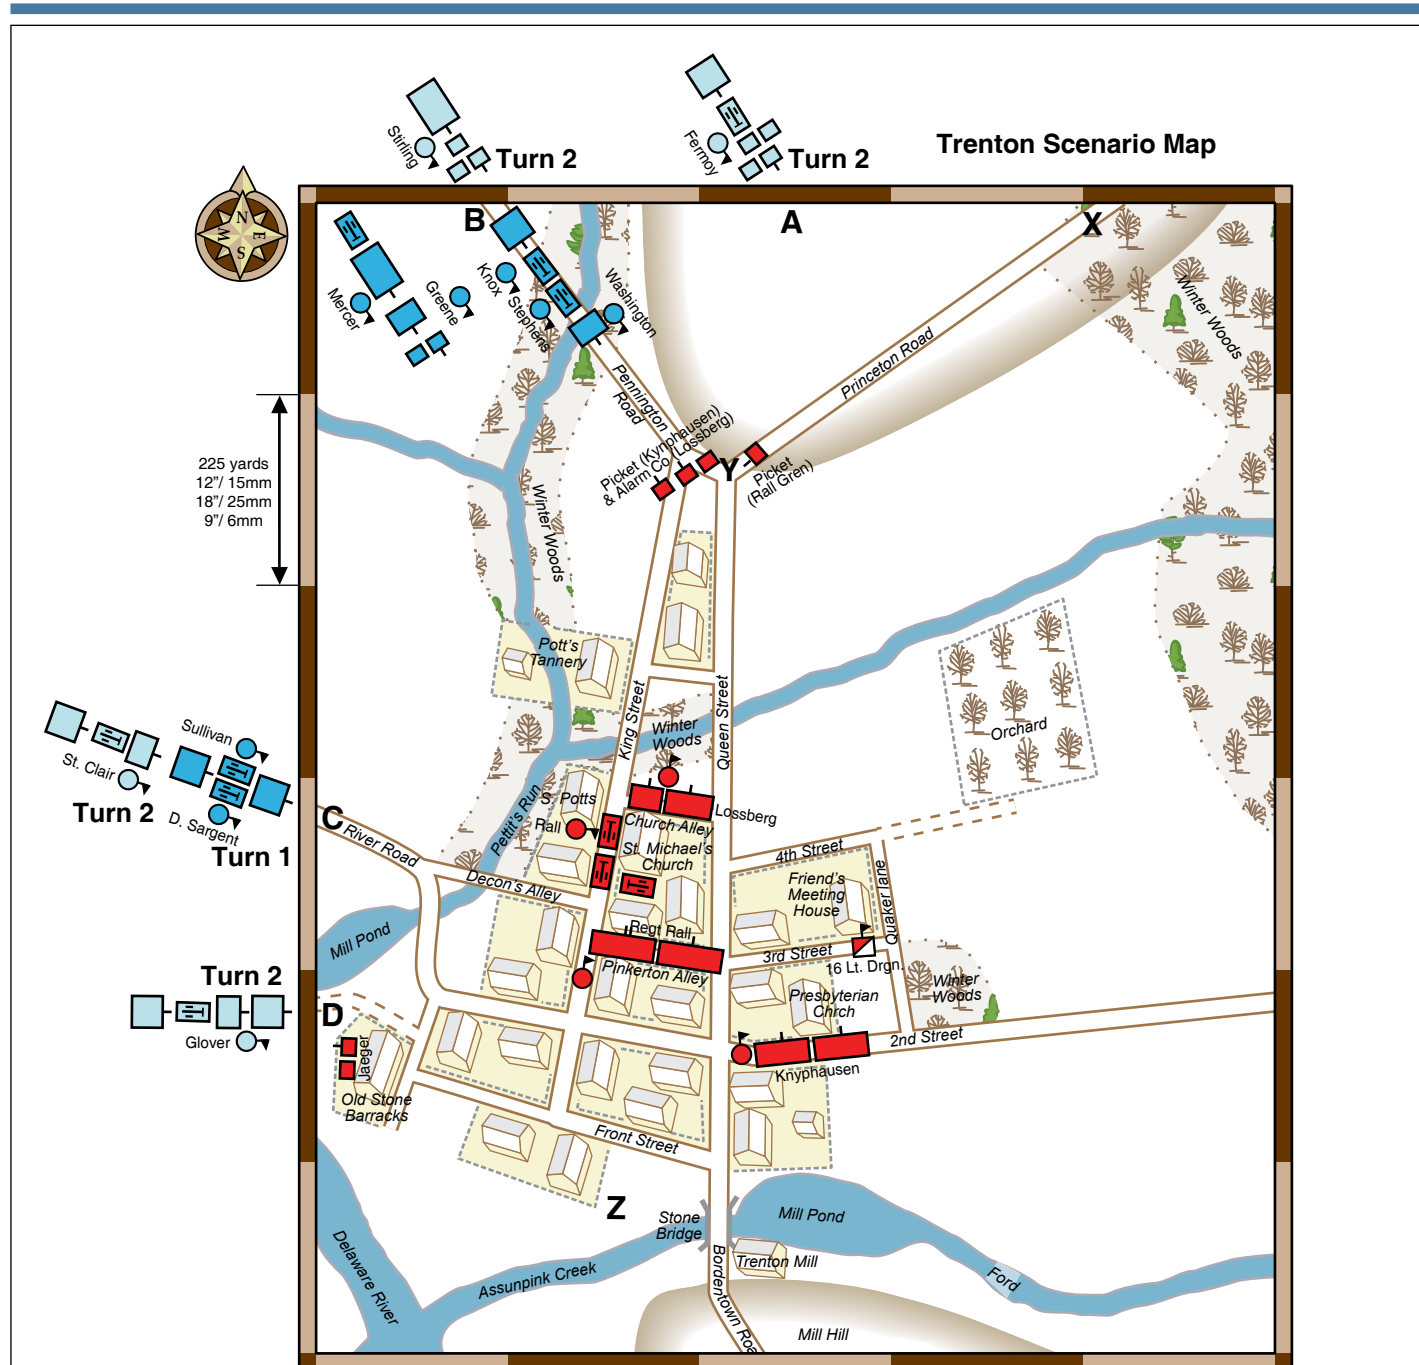 Trenton Scenario Map
Stirling
Turn 2
Fermoy
Turn 2
N
E
S
W
B
A
X
Mercer
Greene
Knox
Stephens
Washington
Pennington
Road
Princeton Road
Winter Woods
225 yards
12”/ 15mm
18”/ 25mm
9”/ 6mm
Picket (Kynphausen)
& Alarm Co (Lossberg)
Y
Picket
(Rall Gren)
Winter Woods
Pott's
Tannery
King Street
Queen Street
Winter
Woods
Orchard
Sullivan
St. Clair
Turn 2
D. Sargent
Turn 1
C
River Road
Pettit's Run
S. Potts
Rall
Lossberg
Church Alley
St. Michael's
Church
Decon's Alley
4th Street
Friend's
Meeting
House
Quaker lane
Mill Pond
Regt Rall
Pinkerton Alley
3rd Street
16 Lt. Drgn.
Presbyterian
Chrch
Winter
Woods
2nd Street
Turn 2
Glover
D
Jaeger
Old Stone
Barracks
Knyphausen
Front Street
Z
Stone
Bridge
Mill Pond
Trenton Mill
Ford
Delaware River
Assunpink Creek
Bordentown Roa
Mill Hill